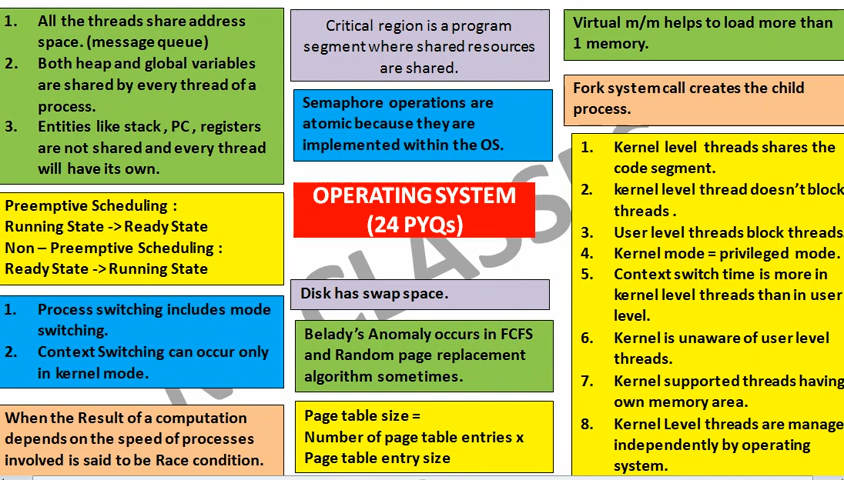 1. All the threads share address
space. (message queue)
2. Both heap and global variables
are shared by every thread of a
process.
3. Entities like stack , PC , registers
are not shared and every thread
will have its own.
Preemptive Scheduling :
Running State -> Ready State
Non – Preemptive Scheduling :
Ready State -> Running State
1. Process switching includes mode
switching.
2. Context Switching can occur only
in kernel mode.
When the Result of a computation
depends on the speed of processes
involved is said to be Race condition.
Critical region is a program
segment where shared resources
are shared.
Semaphore operations are
atomic because they are
implemented within the OS.
OPERATING SYSTEM
(24 PYQs)
Disk has swap space.
Belady's Anomaly occurs in FCFS
and Random page replacement
algorithm sometimes.
Page table size =
Number of page table entries x
Page table entry size
Virtual m/m helps to load more than
1 memory.
Fork system call creates the child
process.
1. Kernel level threads shares the
code segment.
2. kernel level thread doesn't block
threads .
3. User level threads block threads
4. Kernel mode = privileged mode.
5. Context switch time is more in
kernel level threads than in user
level.
6. Kernel is unaware of user level
threads.
7. Kernel supported threads having
own memory area.
8. Kernel Level threads are manage
independently by operating
system.